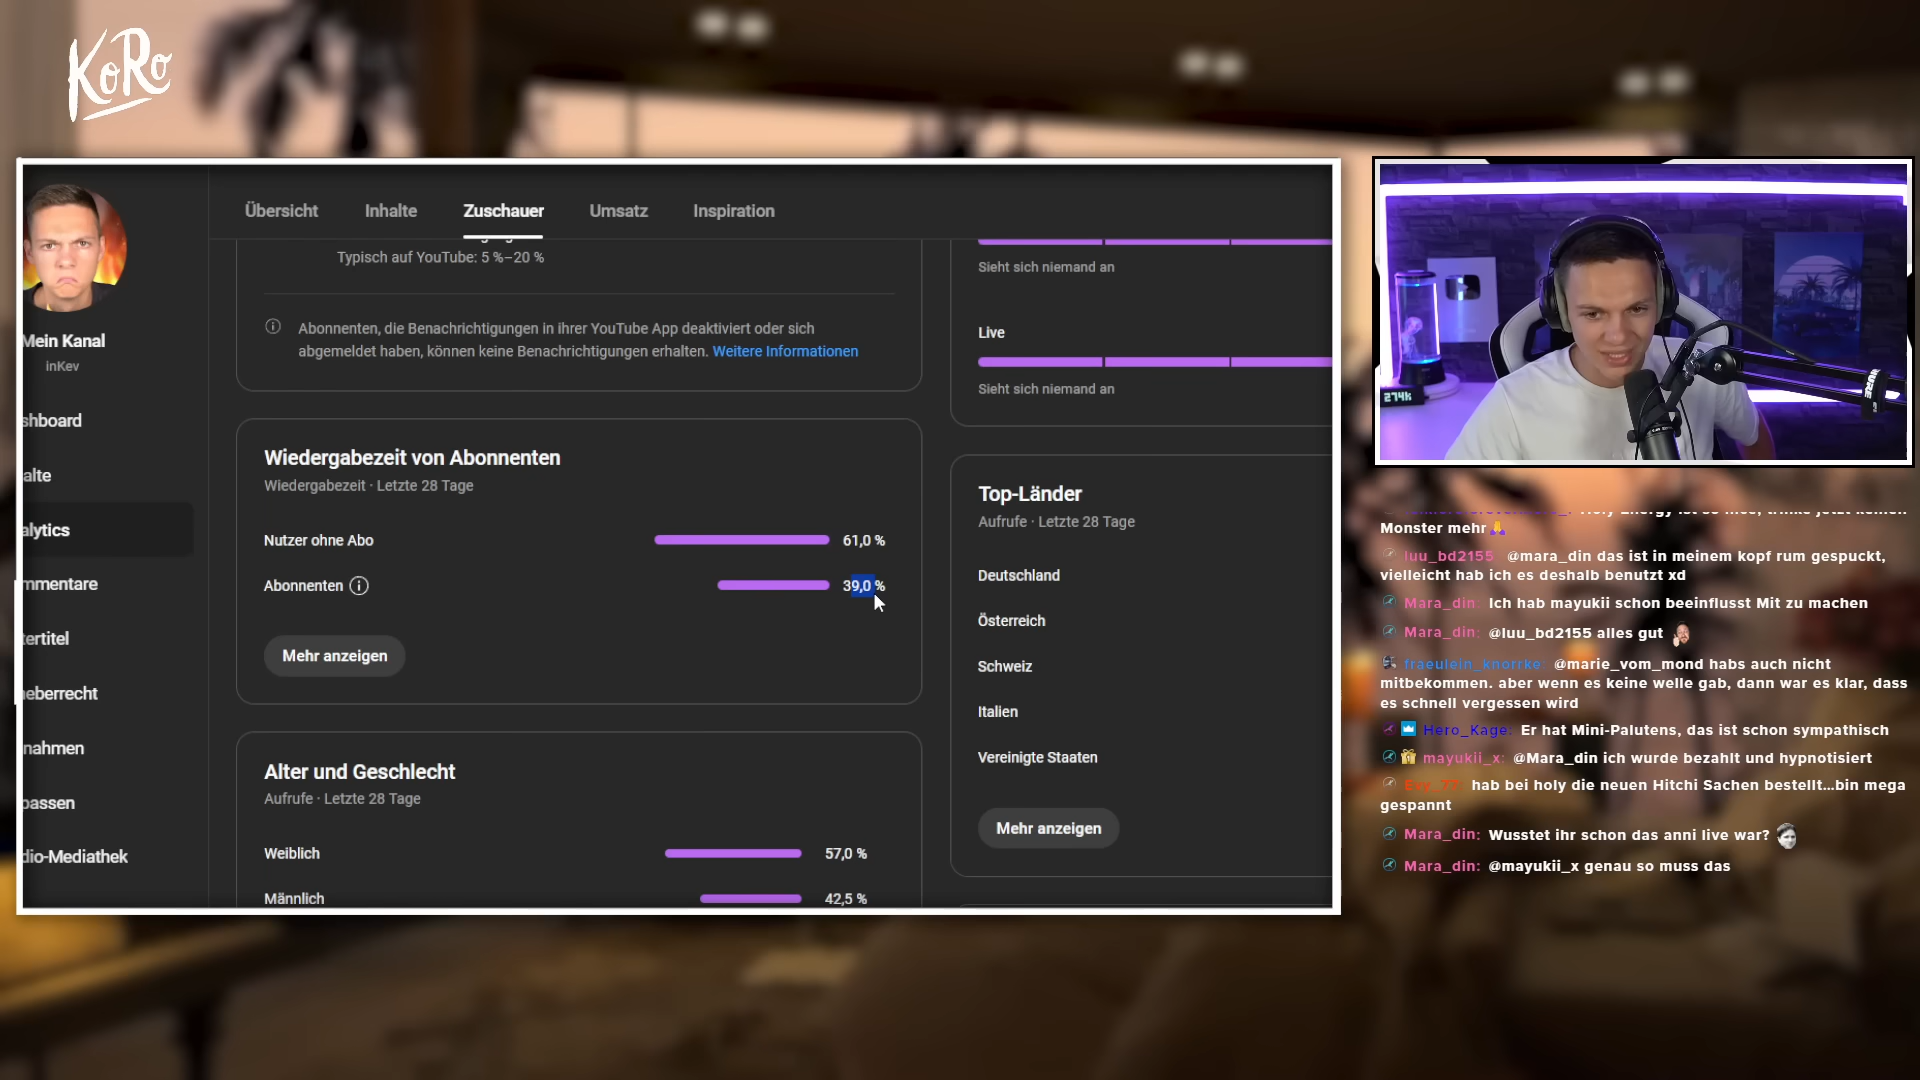 KoRo
Übersicht
Inhalte
Zuschauer
Umsatz
Inspiration
Typisch auf YouTube: 5 %–20 %
Abonnenten, die Benachrichtigungen in ihrer YouTube App deaktiviert oder sich
abgemeldet haben, können keine Benachrichtigungen erhalten. Weitere Informationen
Mein Kanal
inKev
shboard
alte
alytics
mmentare
tertitel
eberrecht
nahmen
passen
dio-Mediathek
Wiedergabezeit von Abonnenten
Wiedergabezeit · Letzte 28 Tage
Nutzer ohne Abo 61,0 %
Abonnenten 39,0 %
Mehr anzeigen
Alter und Geschlecht
Aufrufe · Letzte 28 Tage
Weiblich 57,0 %
Männlich 42,5 %
Sieht sich niemand an
Live
Sieht sich niemand an
Top-Länder
Aufrufe · Letzte 28 Tage
Deutschland
Österreich
Schweiz
Italien
Vereinigte Staaten
Mehr anzeigen
274k
Monster mehr
luu_bd2155: @mara_din das ist in meinem kopf rum gespuckt,
vielleicht hab ich es deshalb benutzt xd
Mara_din: Ich hab mayukii schon beeinflusst Mit zu machen
Mara_din: @luu_bd2155 alles gut
fraeulein_knorrke: @marie_vom_mond habs auch nicht
mitbekommen. aber wenn es keine welle gab, dann war es klar, dass
es schnell vergessen wird
Hero_Kage: Er hat Mini-Palutens, das ist schon sympathisch
mayukii_x: @Mara_din ich wurde bezahlt und hypnotisiert
hab bei holy die neuen Hitchi Sachen bestellt...bin mega
gespannt
Mara_din: Wusstet ihr schon das anni live war?
Mara_din: @mayukii_x genau so muss das